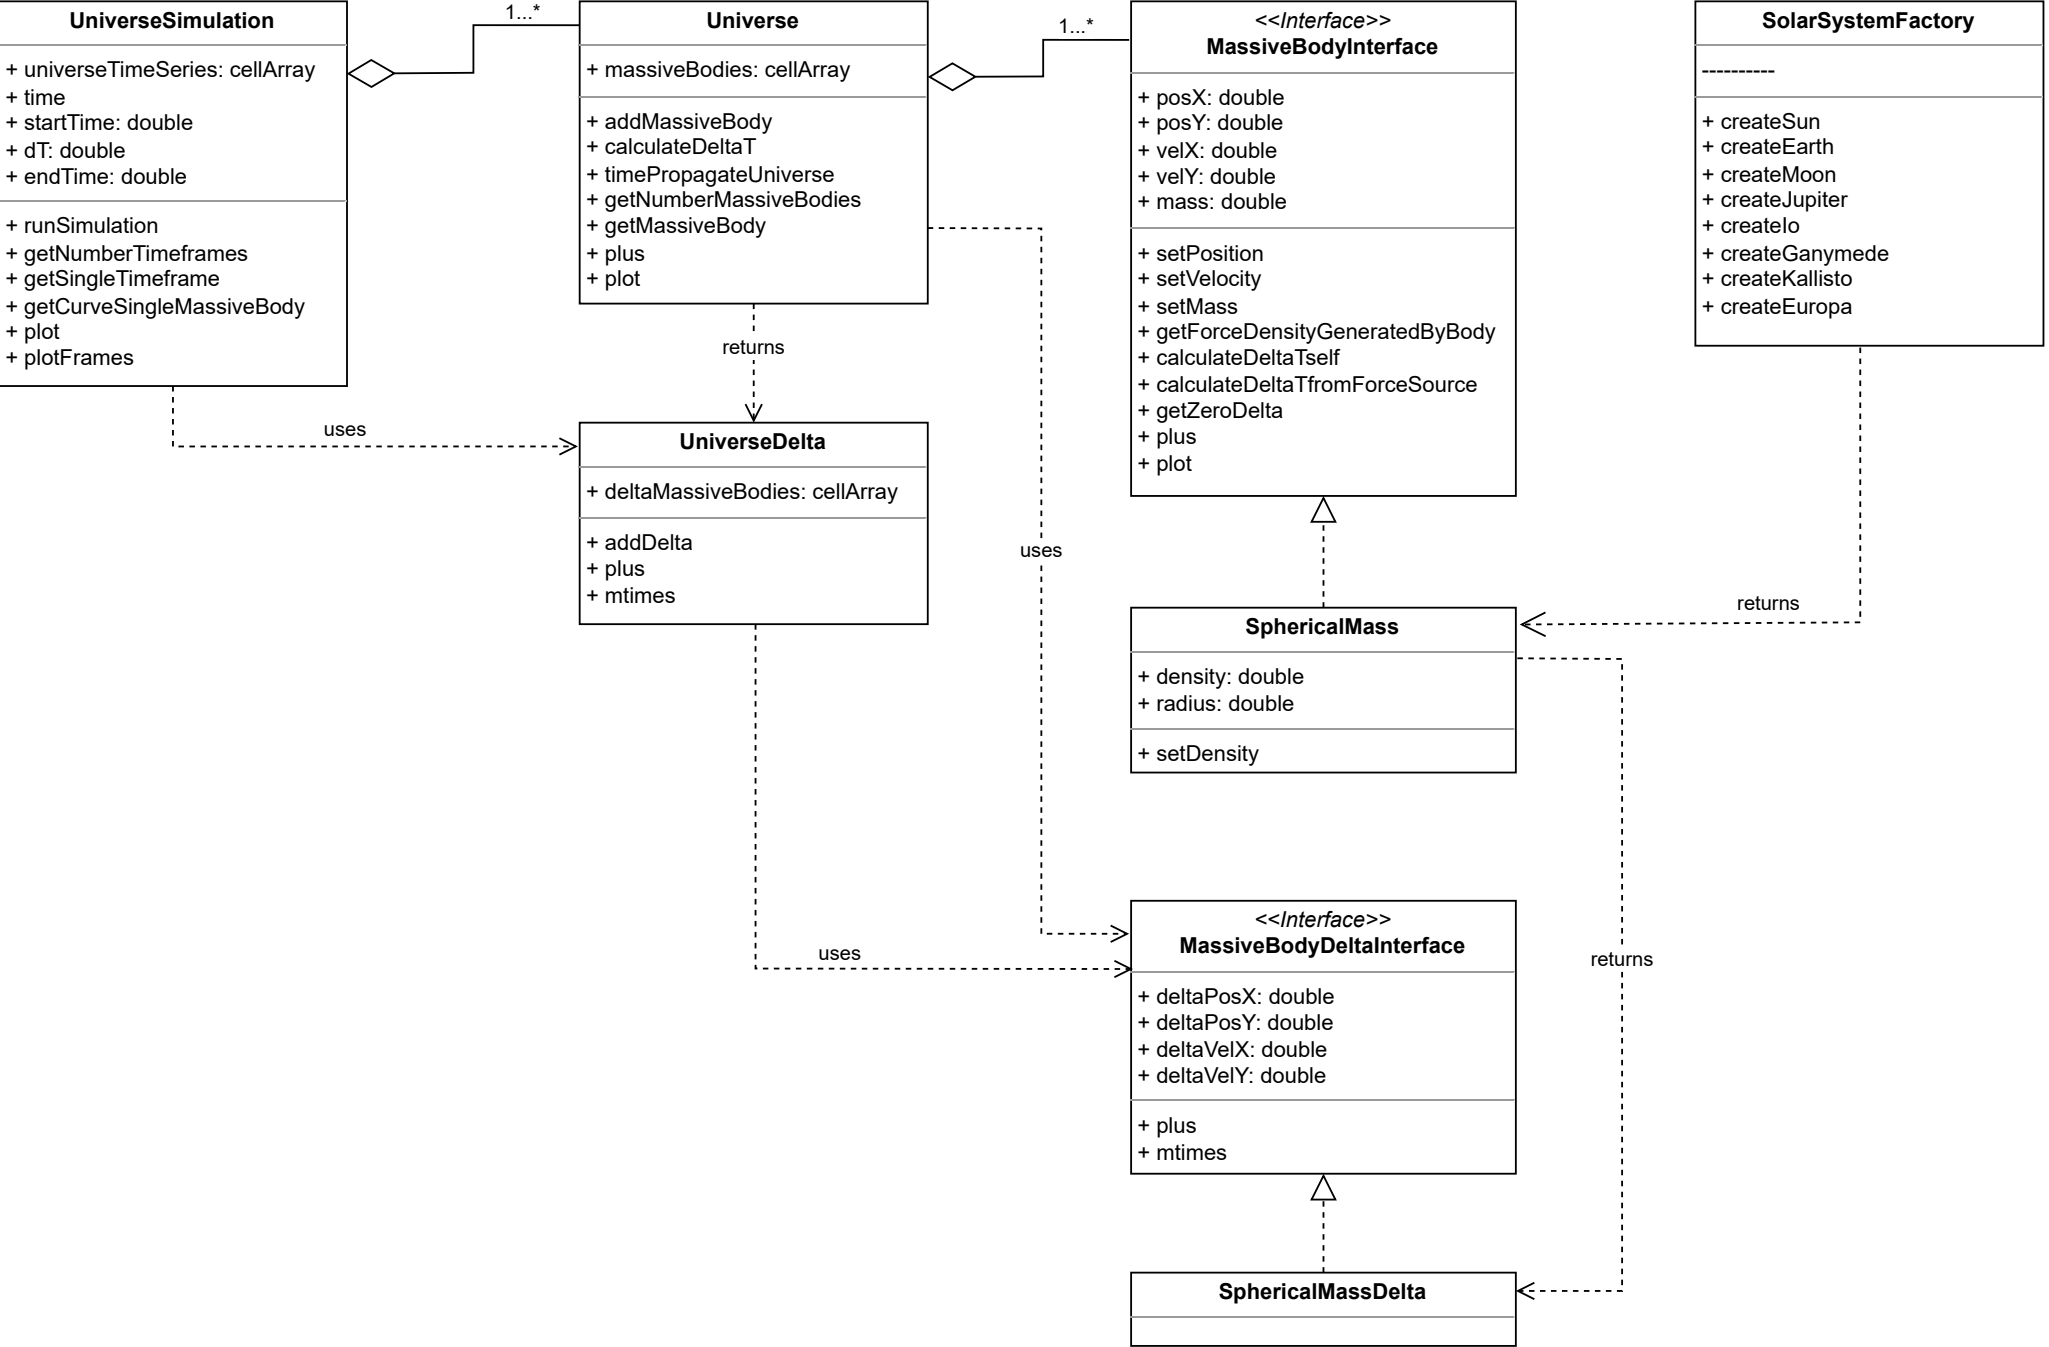 UniverseSimulation
+ universeTimeSeries: cellArray
+ time
+ startTime: double
+ dT: double
+ endTime: double
+ runSimulation
+ getNumberTimeframes
+ getSingleTimeframe
+ getCurveSingleMassiveBody
+ plot
+ plotFrames
1...*
Universe
+ massiveBodies: cellArray
+ addMassiveBody
+ calculateDeltaT
+ timePropagateUniverse
+ getNumberMassiveBodies
+ getMassiveBody
+ plus
+ plot
1...*
<<Interface>>
MassiveBodyInterface
+ posX: double
+ posY: double
+ velX: double
+ velY: double
+ mass: double
+ setPosition
+ setVelocity
+ setMass
+ getForceDensityGeneratedByBody
+ calculateDeltaTself
+ calculateDeltaTfromForceSource
+ getZeroDelta
+ plus
+ plot
SolarSystemFactory
----------
+ createSun
+ createEarth
+ createMoon
+ createJupiter
+ createIo
+ createGanymede
+ createKallisto
+ createEuropa
returns
uses
UniverseDelta
+ deltaMassiveBodies: cellArray
+ addDelta
+ plus
+ mtimes
uses
returns
SphericalMass
+ density: double
+ radius: double
+ setDensity
uses
returns
<<Interface>>
MassiveBodyDeltaInterface
+ deltaPosX: double
+ deltaPosY: double
+ deltaVelX: double
+ deltaVelY: double
+ plus
+ mtimes
SphericalMassDelta